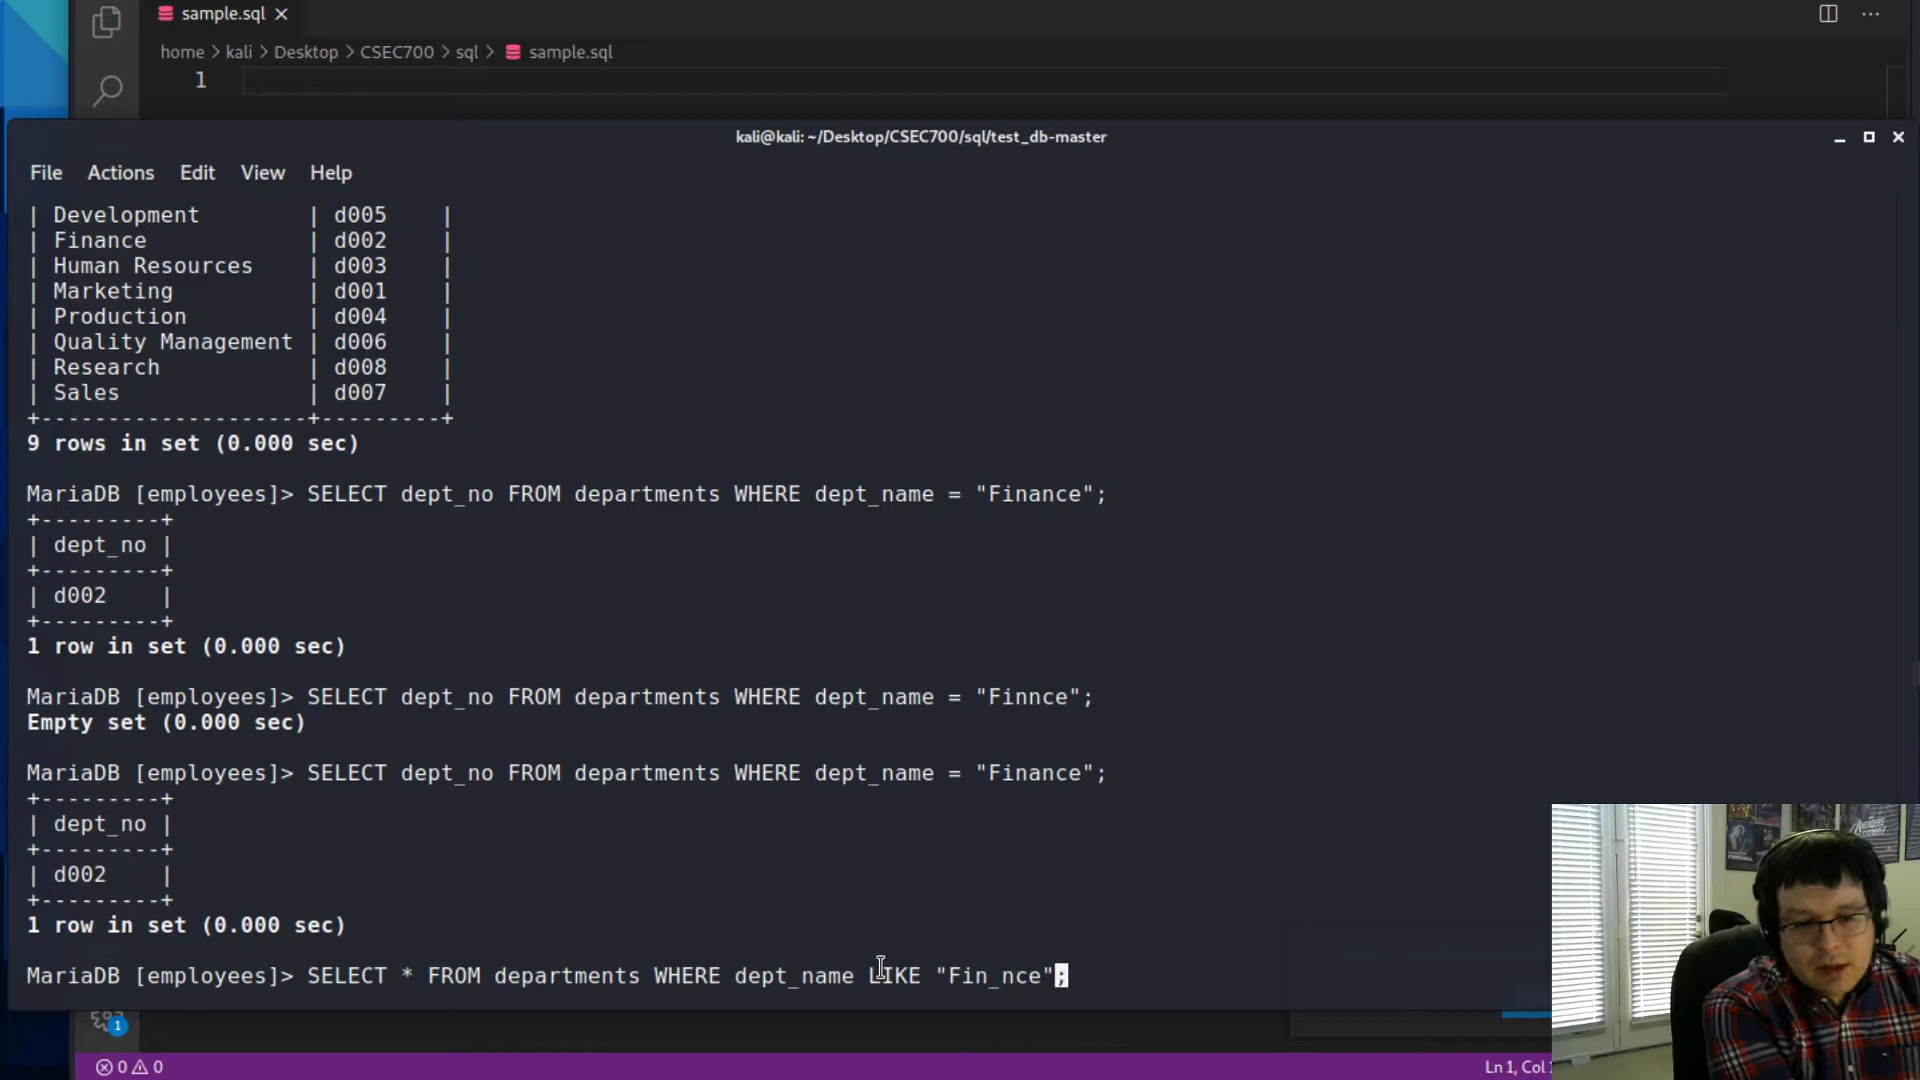 sample.sql
home > kali > Desktop > CSEC700 > sql > sample.sql
1
kali@kali: ~/Desktop/CSEC700/sql/test_db-master
File Actions Edit View Help
| Development | d005 |
| Finance | d002 |
| Human Resources | d003 |
| Marketing | d001 |
| Production | d004 |
| Quality Management | d006 |
| Research | d008 |
| Sales | d007 |
+--------------------+---------+
9 rows in set (0.000 sec)
MariaDB [employees]> SELECT dept_no FROM departments WHERE dept_name = "Finance";
+---------+
| dept_no |
+---------+
| d002 |
+---------+
1 row in set (0.000 sec)
MariaDB [employees]> SELECT dept_no FROM departments WHERE dept_name = "Finnce";
Empty set (0.000 sec)
MariaDB [employees]> SELECT dept_no FROM departments WHERE dept_name = "Finance";
+---------+
| dept_no |
+---------+
| d002 |
+---------+
1 row in set (0.000 sec)
MariaDB [employees]> SELECT * FROM departments WHERE dept_name LIKE "Fin_nce";
1
0 0
Ln 1, Col 1